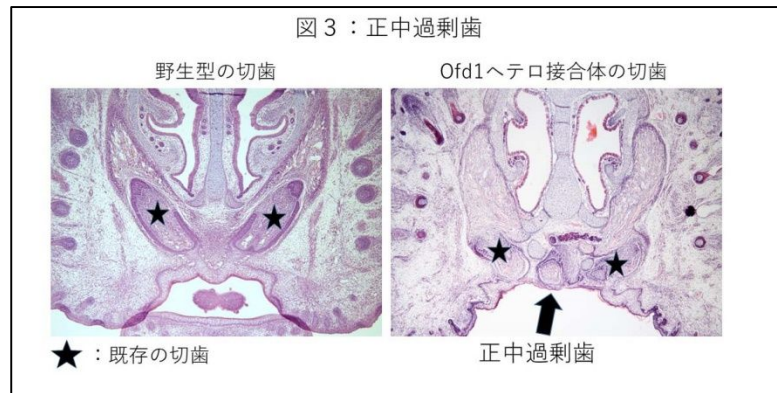 図３：正中過剰歯
野生型の切歯
Ofd1ヘテロ接合体の切歯
★：既存の切歯
正中過剰歯